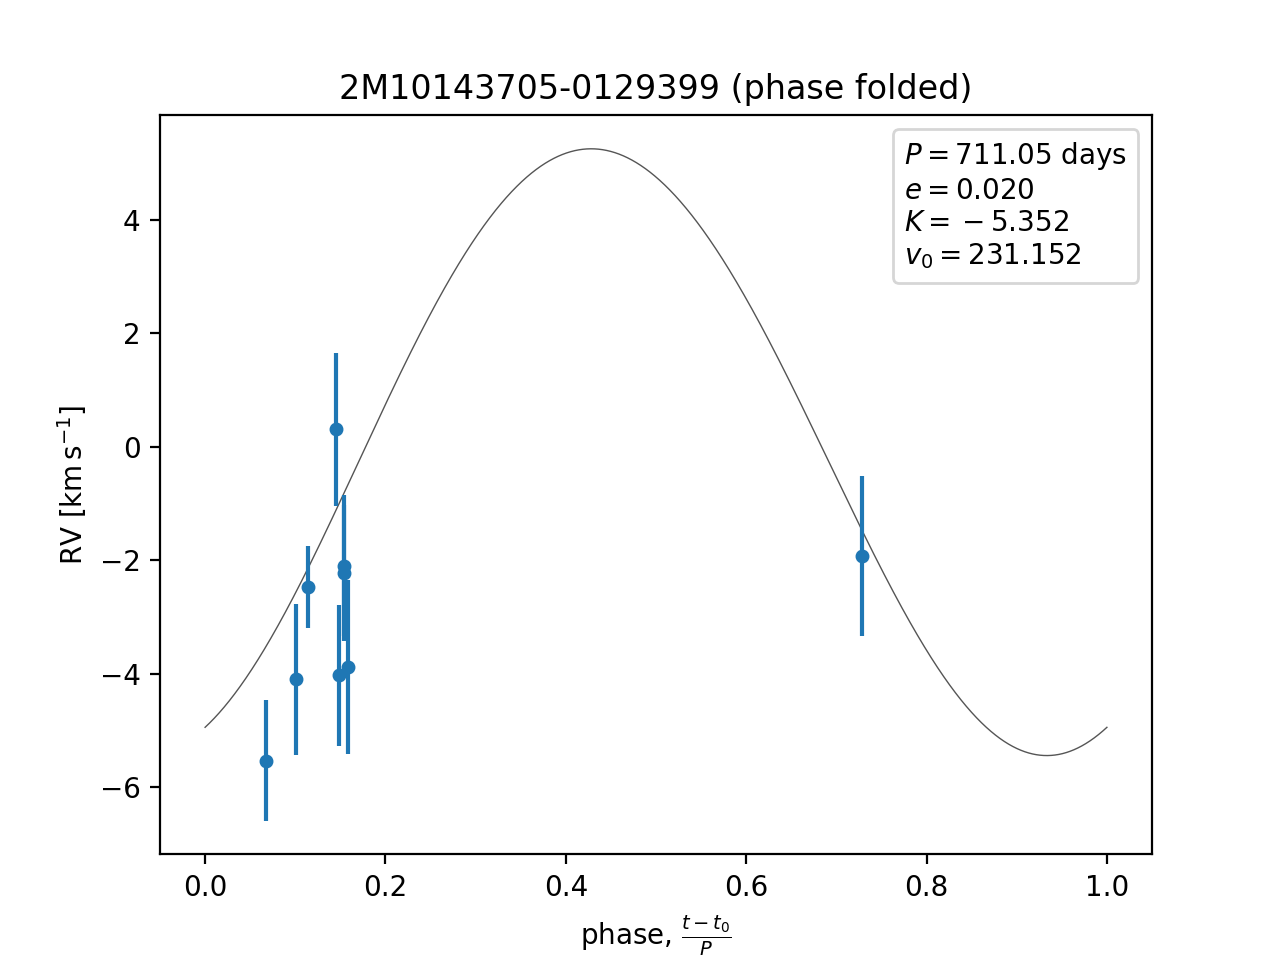 2M10143705-0129399 (phase folded)
P = 711.05 days
e = 0.020
K = −5.352
v₀ = 231.152
RV [km s⁻¹]
4
2
0
−2
−4
−6
0.0 0.2 0.4 0.6 0.8 1.0
phase, (t − t₀)/P